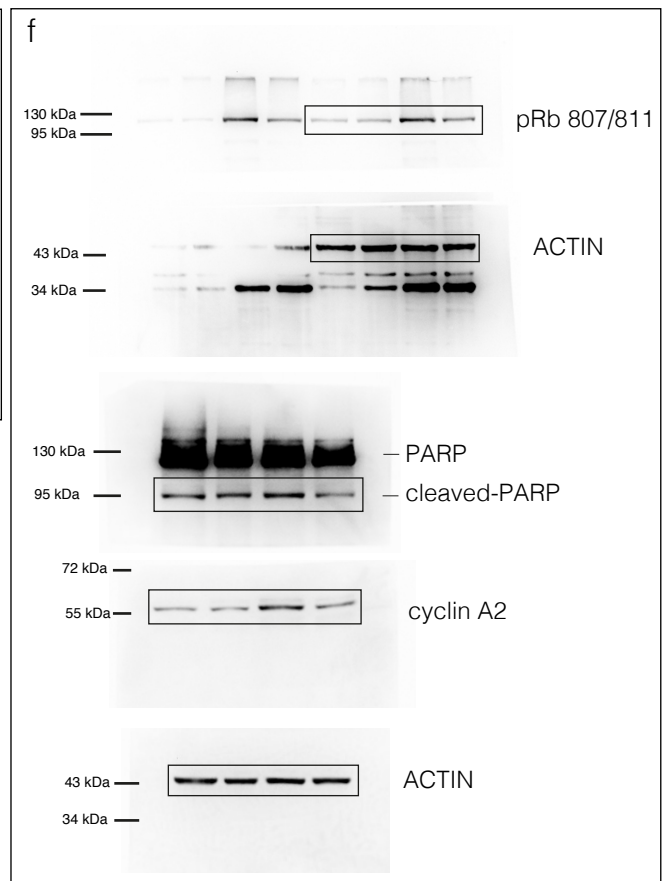 f
130 kDa
95 kDa
pRb 807/811
43 kDa
34 kDa
ACTIN
130 kDa
95 kDa
PARP
cleaved-PARP
72 kDa
55 kDa
cyclin A2
43 kDa
34 kDa
ACTIN